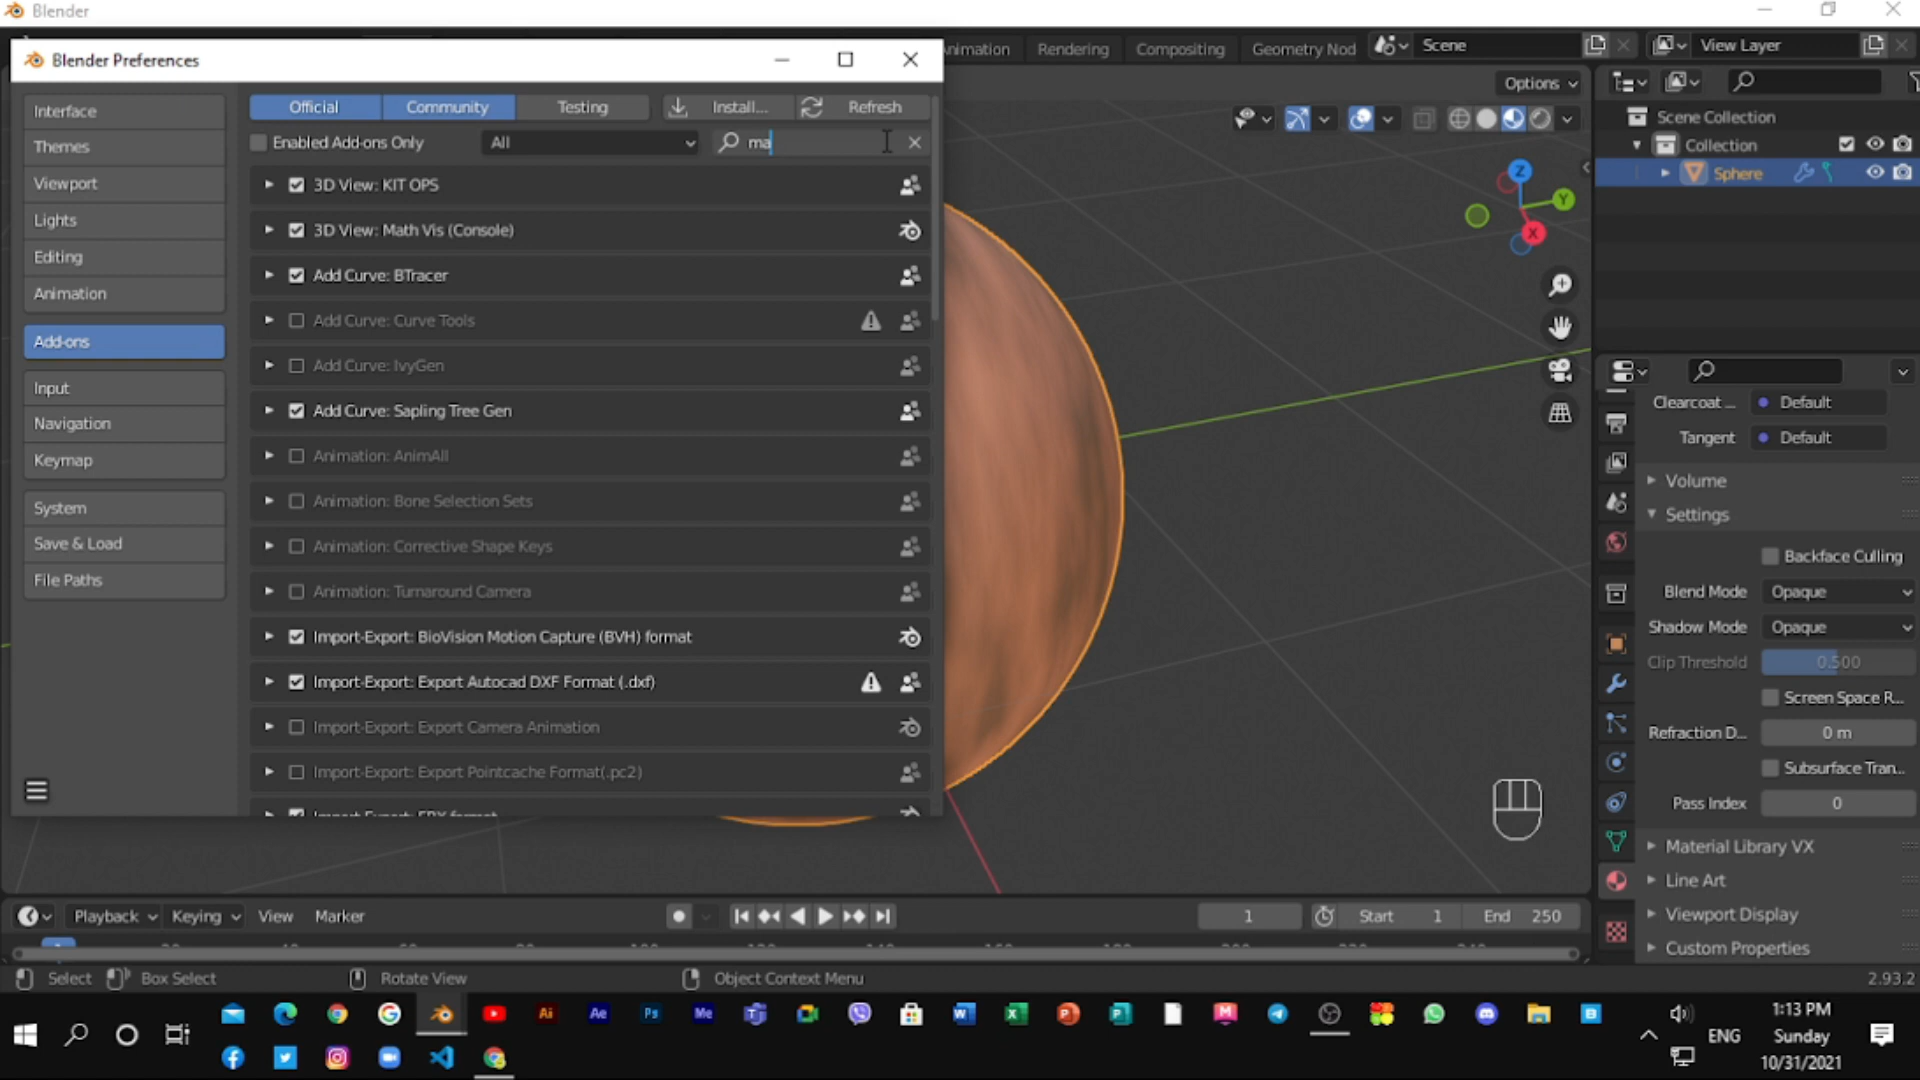 Blender
Blender Preferences
Animation Rendering Compositing Geometry Nod
Scene
View Layer
Options
Interface
Themes
Viewport
Lights
Editing
Animation
Add-ons
Input
Navigation
Keymap
System
Save & Load
File Paths
Official Community Testing Install... Refresh
Enabled Add-ons Only All ma
3D View: KIT OPS
3D View: Math Vis (Console)
Add Curve: BTracer
Add Curve: Curve Tools
Add Curve: IvyGen
Add Curve: Sapling Tree Gen
Animation: AnimAll
Animation: Bone Selection Sets
Animation: Corrective Shape Keys
Animation: Turnaround Camera
Import-Export: BioVision Motion Capture (BVH) format
Import-Export: Export Autocad DXF Format (.dxf)
Import-Export: Export Camera Animation
Import-Export: Export Pointcache Format(.pc2)
Import-Export: FBX format
Z
Y
X
Scene Collection
Collection
Sphere
Clearcoat ... Default
Tangent Default
Volume
Settings
Backface Culling
Blend Mode Opaque
Shadow Mode Opaque
Clip Threshold 0.500
Screen Space R...
Refraction D... 0 m
Subsurface Tran...
Pass Index 0
Material Library VX
Line Art
Viewport Display
Custom Properties
Playback Keying View Marker
1 Start 1 End 250
Select Box Select Rotate View Object Context Menu
2.93.2
Ai Ae Ps Me
ENG
1:13 PM
Sunday
10/31/2021